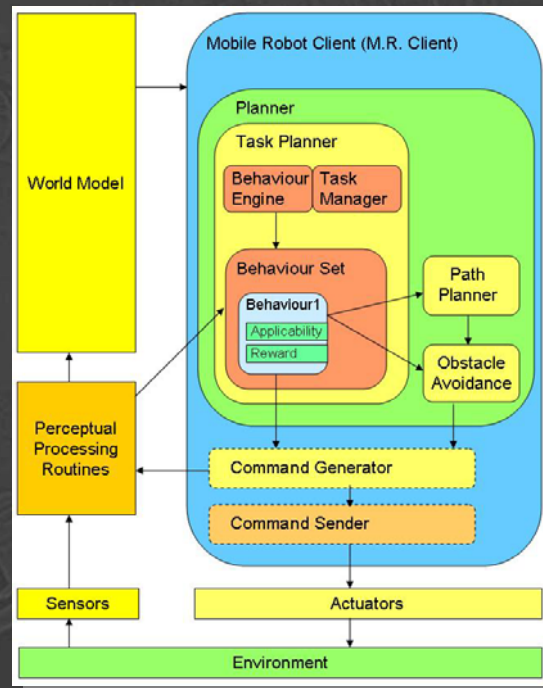 Mobile Robot Client (M.R. Client)
Planner
Task Planner
World Model
Behaviour
Engine
Task
Manager
Behaviour Set
Behaviour1
Applicability
Reward
Path
Planner
Obstacle
Avoidance
Perceptual
Processing
Routines
Command Generator
Command Sender
Sensors
Actuators
Environment